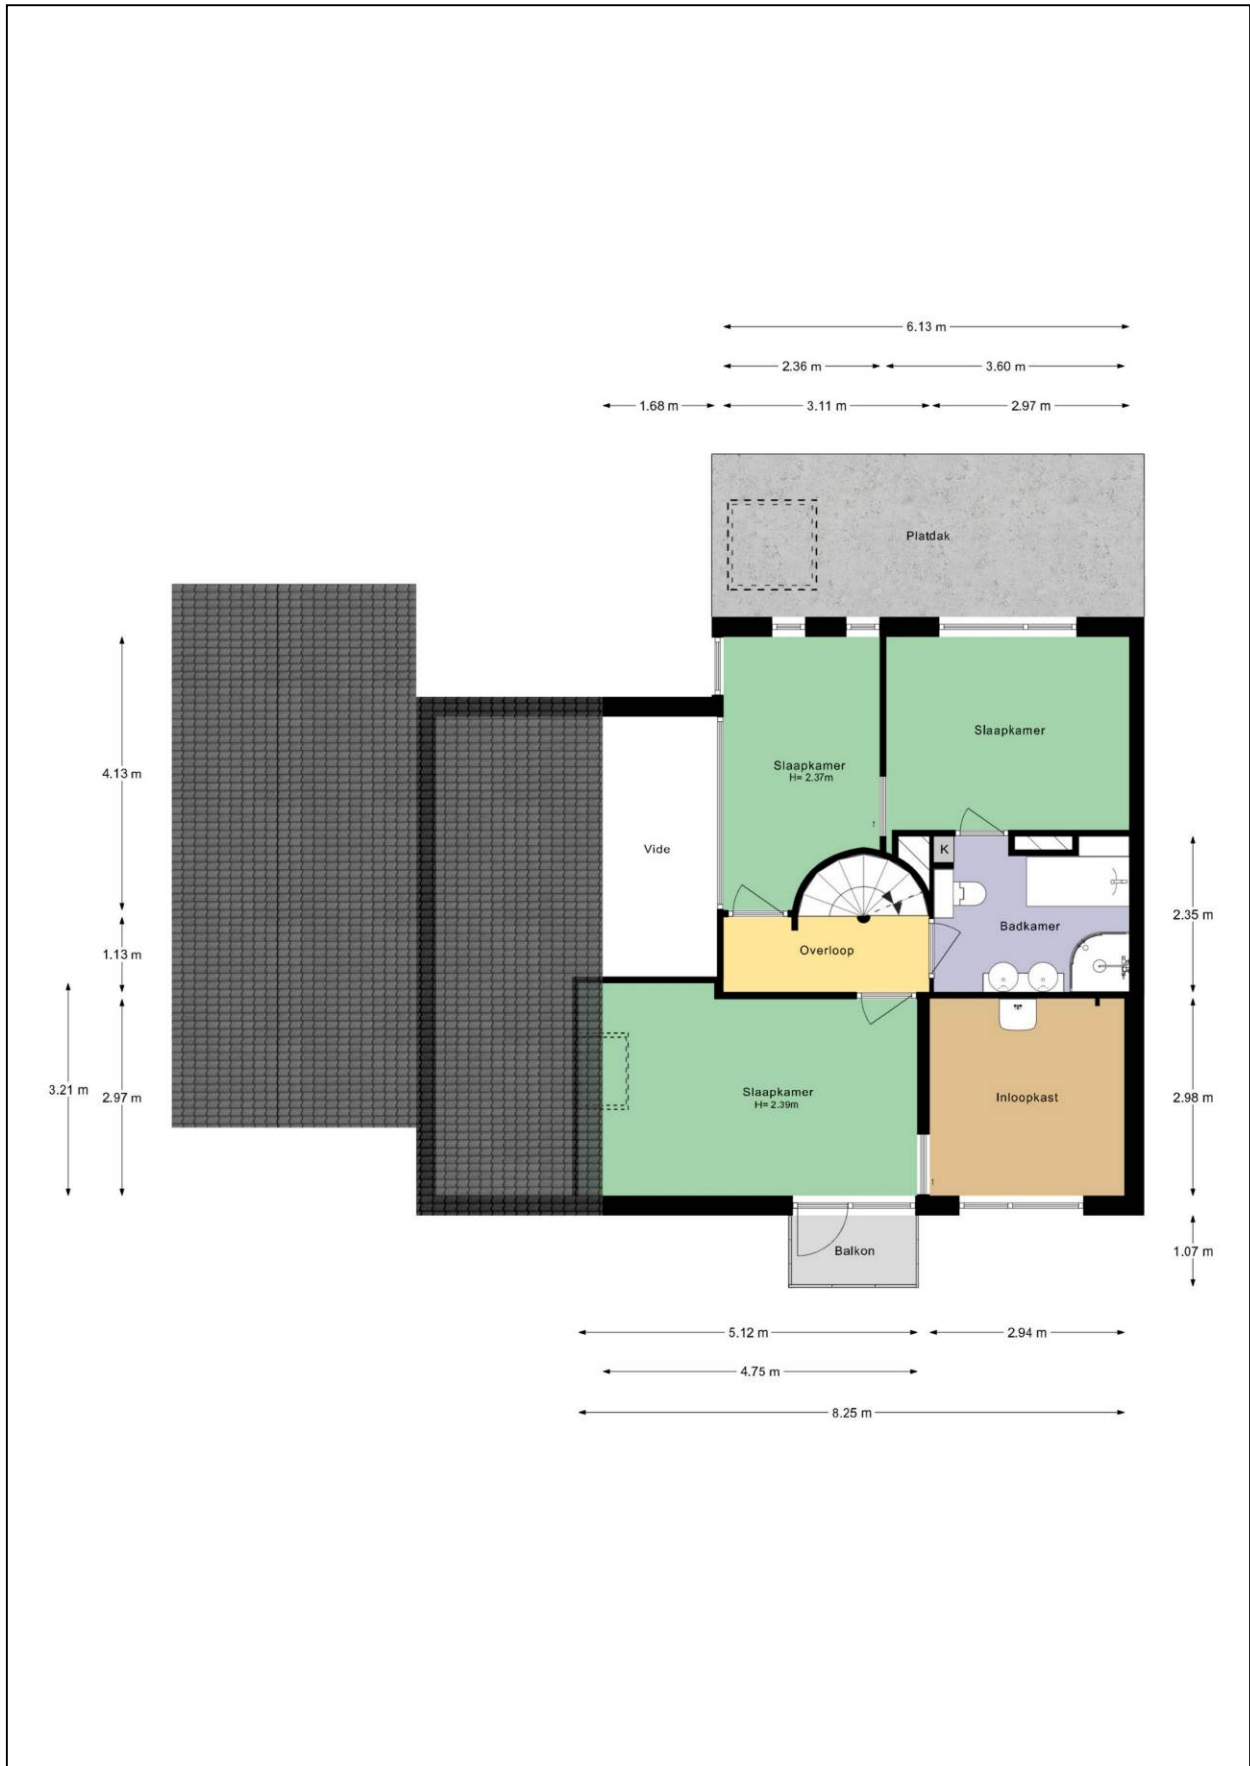 6.13 m
2.36 m
3.60 m
1.68 m
3.11 m
2.97 m
Platdak
Slaapkamer
Slaapkamer
H= 2.37m
4.13 m
Vide
K
2.35 m
Badkamer
Overloop
1.13 m
3.21 m
2.97 m
Slaapkamer
H= 2.39m
Inloopkast
2.98 m
Balkon
1.07 m
5.12 m
2.94 m
4.75 m
8.25 m